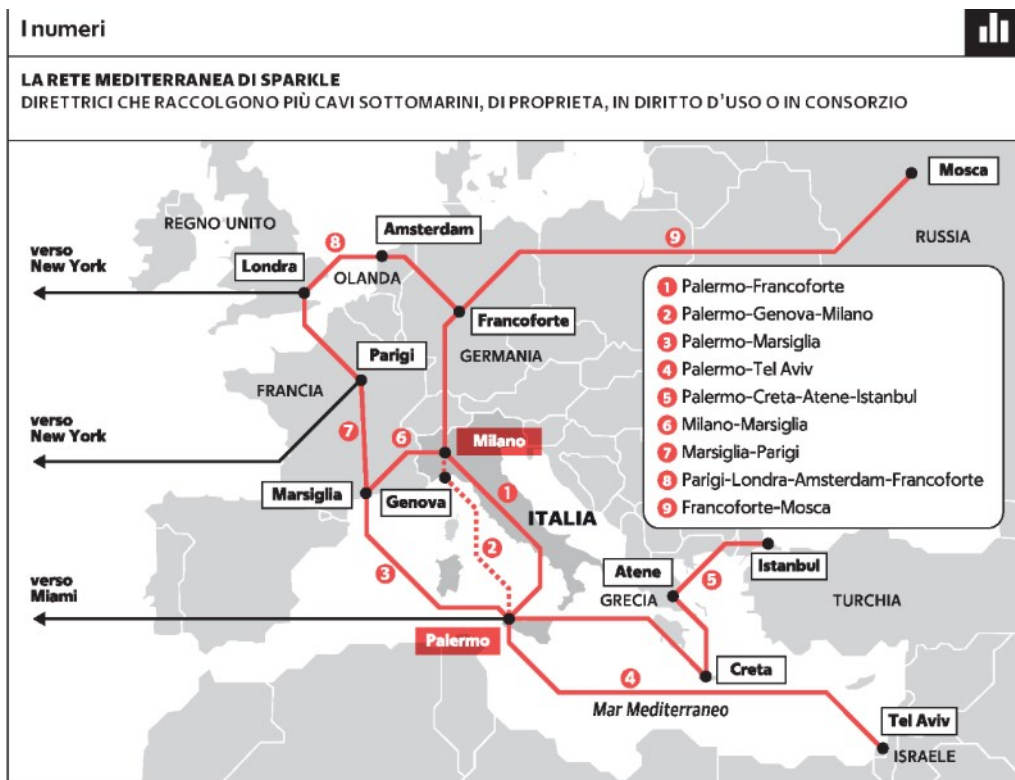 I numeri
LA RETE MEDITERRANEA DI SPARKLE
DIRETTRICI CHE RACCOLGONO PIÙ CAVI SOTTOMARINI, DI PROPRIETA, IN DIRITTO D'USO O IN CONSORZIO
Mosca
REGNO UNITO
Amsterdam
RUSSIA
verso
New York
8
9
Londra
OLANDA
Francoforte
GERMANIA
Parigi
FRANCIA
verso
New York
7
6
Milano
Marsiglia
Genova
1
ITALIA
2
3
Atene
5
Istanbul
GRECIA
TURCHIA
verso
Miami
Palermo
4
Creta
Mar Mediterraneo
Tel Aviv
ISRAELE
1 Palermo-Francoforte
2 Palermo-Genova-Milano
3 Palermo-Marsiglia
4 Palermo-Tel Aviv
5 Palermo-Creta-Atene-Istanbul
6 Milano-Marsiglia
7 Marsiglia-Parigi
8 Parigi-Londra-Amsterdam-Francoforte
9 Francoforte-Mosca